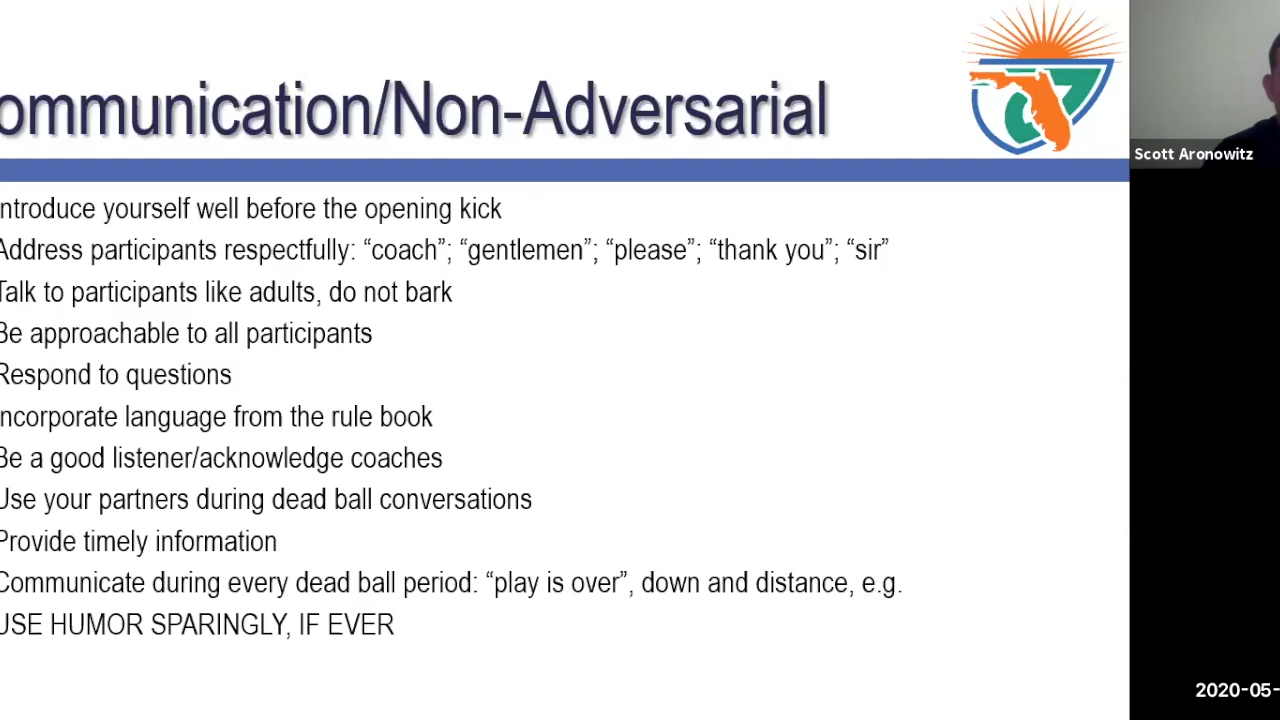 ommunication/Non-Adversarial
Scott Aronowitz
ntroduce yourself well before the opening kick
Address participants respectfully: “coach”; “gentlemen”; “please”; “thank you”; “sir”
Talk to participants like adults, do not bark
Be approachable to all participants
Respond to questions
ncorporate language from the rule book
Be a good listener/acknowledge coaches
Use your partners during dead ball conversations
Provide timely information
Communicate during every dead ball period: “play is over”, down and distance, e.g.
USE HUMOR SPARINGLY, IF EVER
2020-05-